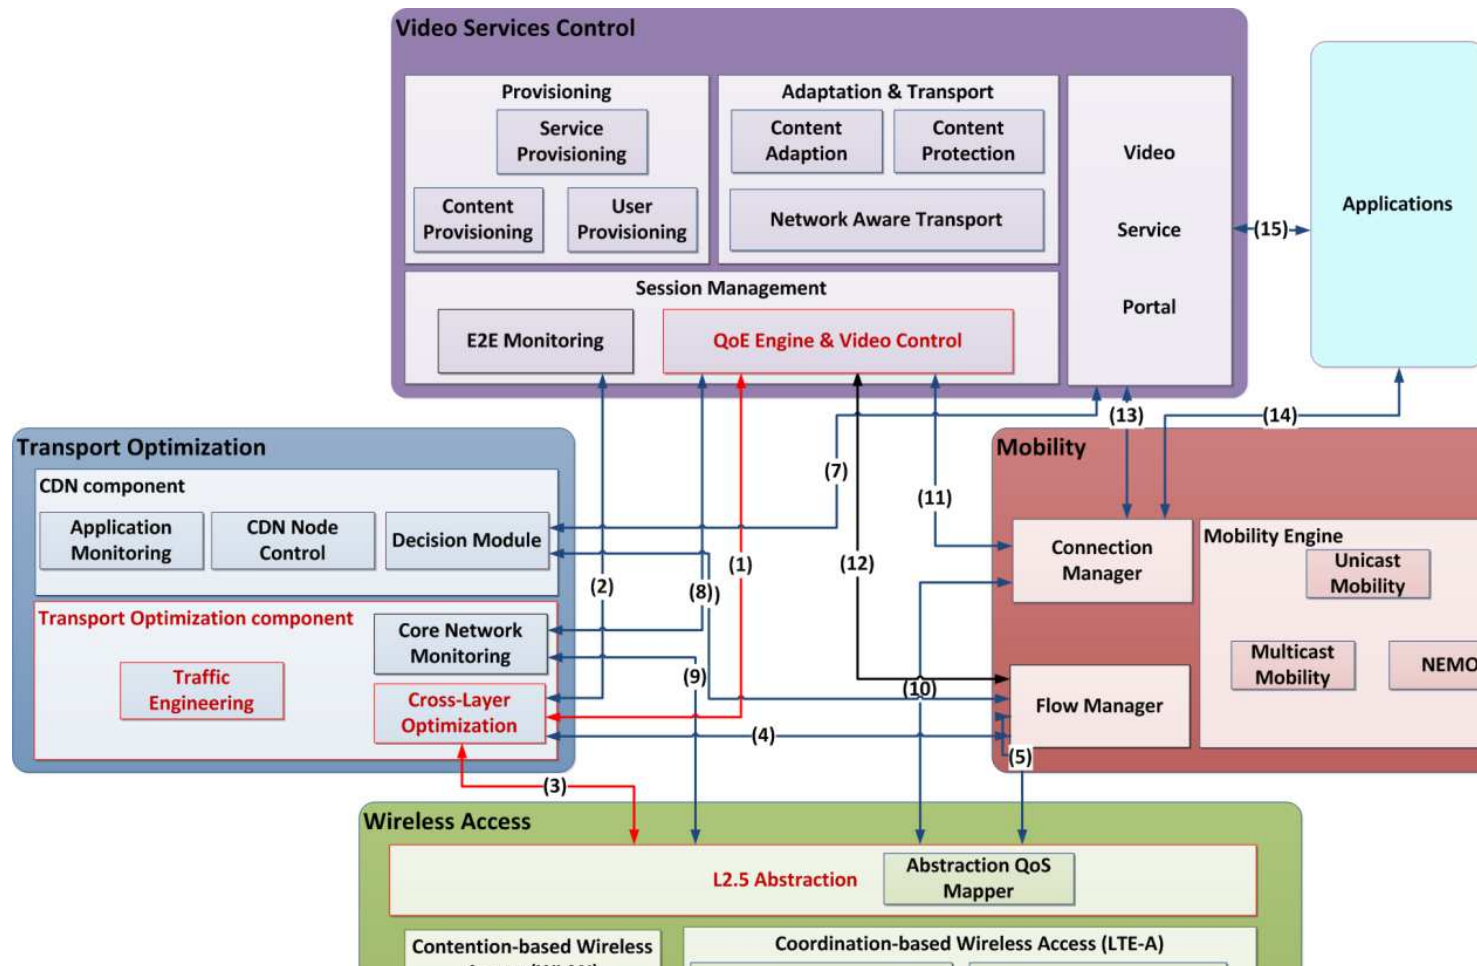 Video Services Control
Provisioning
Service
Provisioning
Content
Provisioning
User
Provisioning
Adaptation & Transport
Content
Adaption
Content
Protection
Network Aware Transport
Video
Service
Portal
(15)
Applications
Session Management
E2E Monitoring
QoE Engine & Video Control
(13)
(14)
Transport Optimization
CDN component
Application
Monitoring
CDN Node
Control
Decision Module
(7)
(11)
(1)
(12)
(2)
(8)
Transport Optimization component
Core Network
Monitoring
Traffic
Engineering
Cross-Layer
Optimization
(9)
(10)
(4)
(5)
(3)
Mobility
Connection
Manager
Mobility Engine
Unicast
Mobility
Multicast
Mobility
NEMO
Flow Manager
Wireless Access
L2.5 Abstraction
Abstraction QoS
Mapper
Contention-based Wireless
Coordination-based Wireless Access (LTE-A)